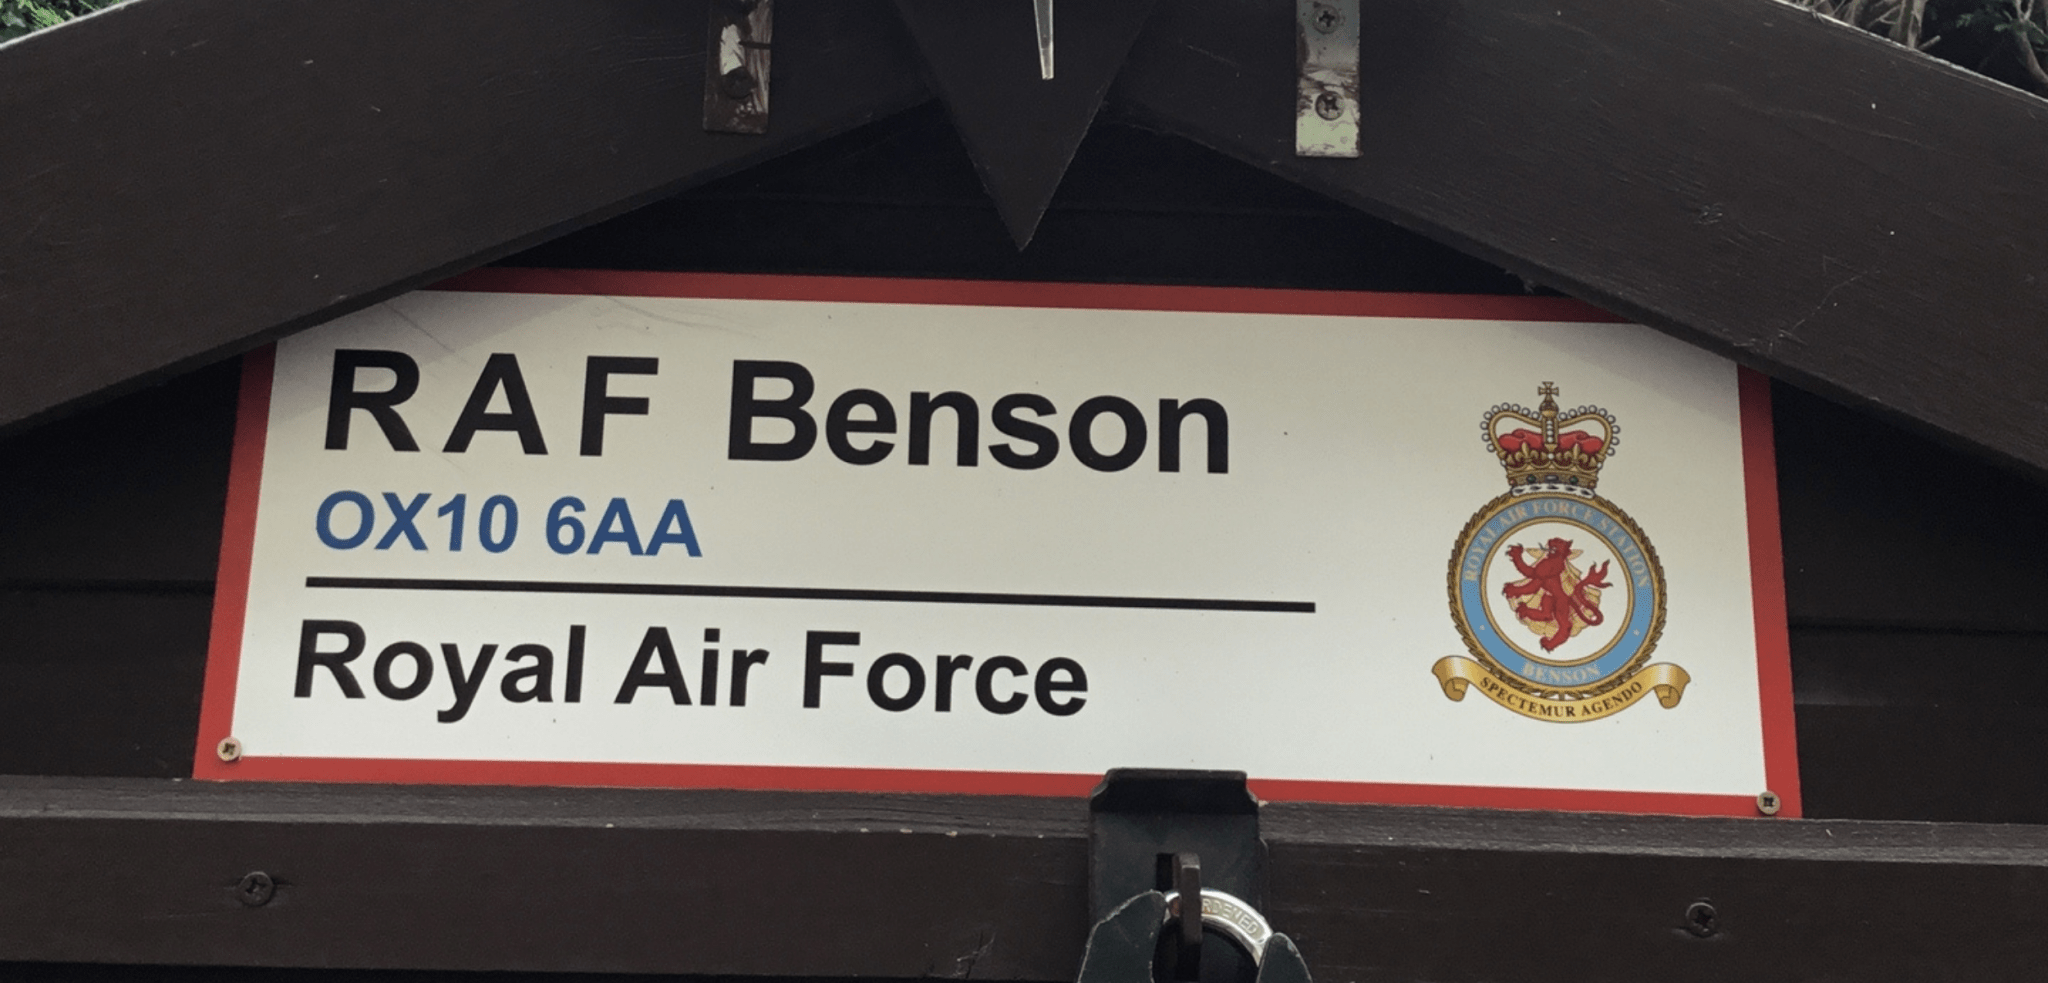 RAF Benson
OX10 6AA
Royal Air Force
ROYAL AIR FORCE STATION
BENSON
SPECTEMUR AGENDO